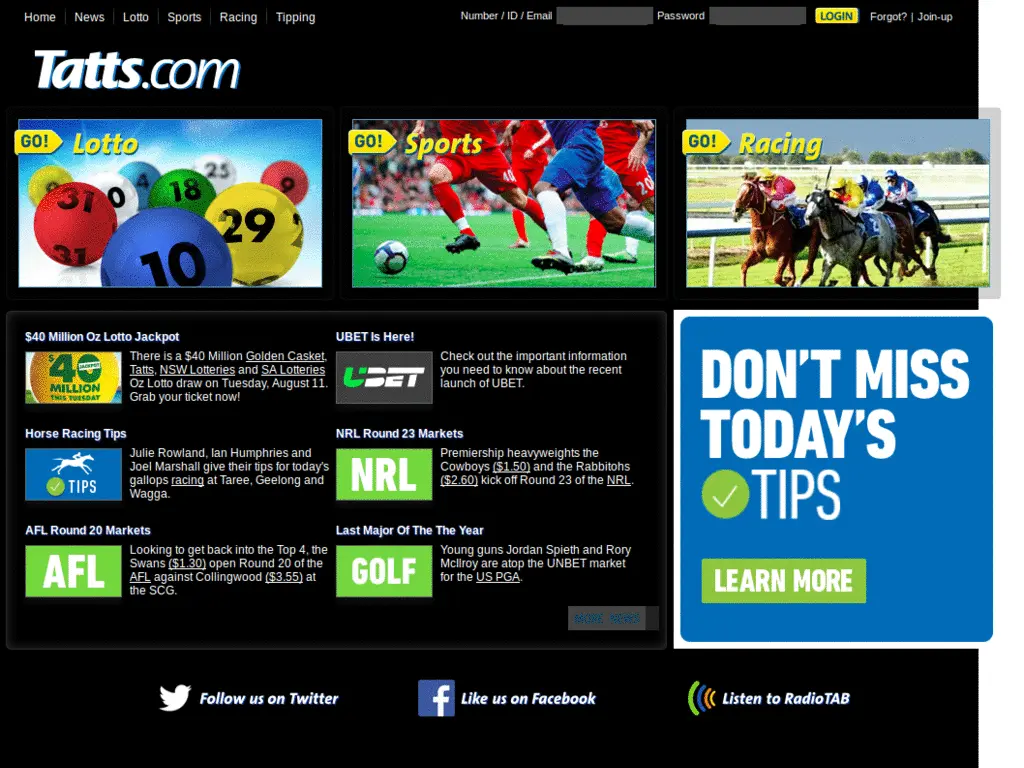 Home News Lotto Sports Racing Tipping Number / ID / Email Password LOGIN Forgot? | Join-up
Tatts.com
GO! Lotto
GO! Sports
GO! Racing
25
4
9
31
0
18
29
2
31
10
40
20
$40 Million Oz Lotto Jackpot
$40
JACKPOT
MILLION
THIS TUESDAY
There is a $40 Million Golden Casket,
Tatts, NSW Lotteries and SA Lotteries
Oz Lotto draw on Tuesday, August 11.
Grab your ticket now!
UBET Is Here!
UBET
Check out the important information
you need to know about the recent
launch of UBET.
Horse Racing Tips
TIPS
Julie Rowland, Ian Humphries and
Joel Marshall give their tips for today's
gallops racing at Taree, Geelong and
Wagga.
NRL Round 23 Markets
NRL
Premiership heavyweights the
Cowboys ($1.50) and the Rabbitohs
($2.60) kick off Round 23 of the NRL.
AFL Round 20 Markets
AFL
Looking to get back into the Top 4, the
Swans ($1.30) open Round 20 of the
AFL against Collingwood ($3.55) at
the SCG.
Last Major Of The The Year
GOLF
Young guns Jordan Spieth and Rory
McIlroy are atop the UNBET market
for the US PGA.
MORE NEWS
DON'T MISS
TODAY'S
TIPS
LEARN MORE
Follow us on Twitter
Like us on Facebook
Listen to RadioTAB